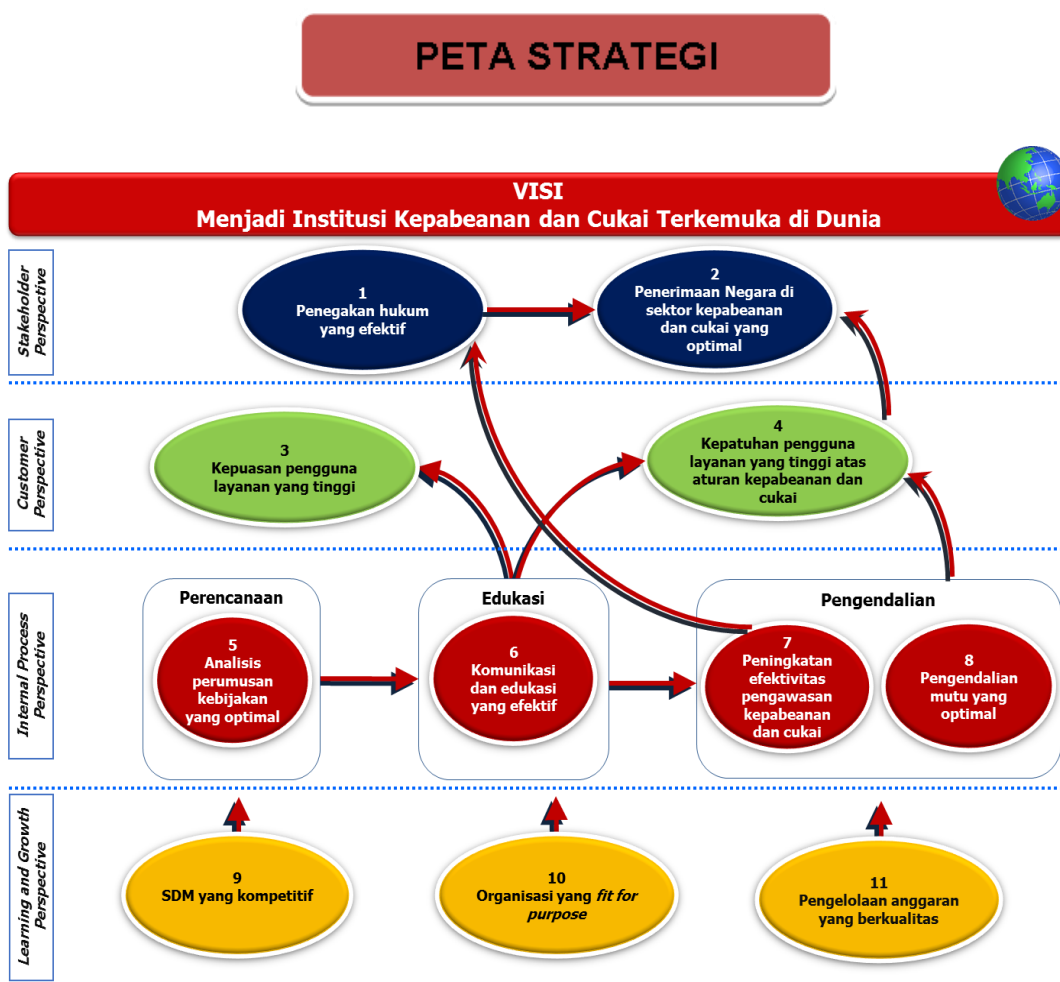 PETA STRATEGI
VISI
Menjadi Institusi Kepabeanan dan Cukai Terkemuka di Dunia
Stakeholder
Perspective
1
Penegakan hukum
yang efektif
2
Penerimaan Negara di
sektor kepabeanan
dan cukai yang
optimal
Customer
Perspective
3
Kepuasan pengguna
layanan yang tinggi
4
Kepatuhan pengguna
layanan yang tinggi atas
aturan kepabeanan dan
cukai
Internal Process
Perspective
Perencanaan
5
Analisis
perumusan
kebijakan
yang optimal
Edukasi
6
Komunikasi
dan edukasi
yang efektif
Pengendalian
7
Peningkatan
efektivitas
pengawasan
kepabeanan
dan cukai
8
Pengendalian
mutu yang
optimal
Learning and Growth
Perspective
9
SDM yang kompetitif
10
Organisasi yang fit for
purpose
11
Pengelolaan anggaran
yang berkualitas